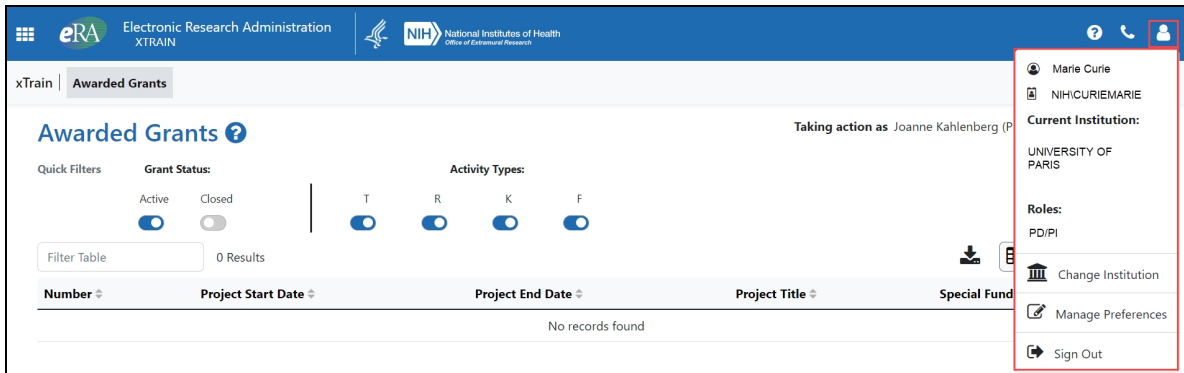 eRA Electronic Research Administration
XTRAIN
NIH National Institutes of Health
Office of Extramural Research
xTrain | Awarded Grants
Awarded Grants
Taking action as Joanne Kahlenberg (P
Quick Filters Grant Status: Activity Types:
Active Closed T R K F
Filter Table 0 Results
Number Project Start Date Project End Date Project Title Special Fund
No records found
Marie Curie
NIH\CURIEMARIE
Current Institution:
UNIVERSITY OF
PARIS
Roles:
PD/PI
Change Institution
Manage Preferences
Sign Out